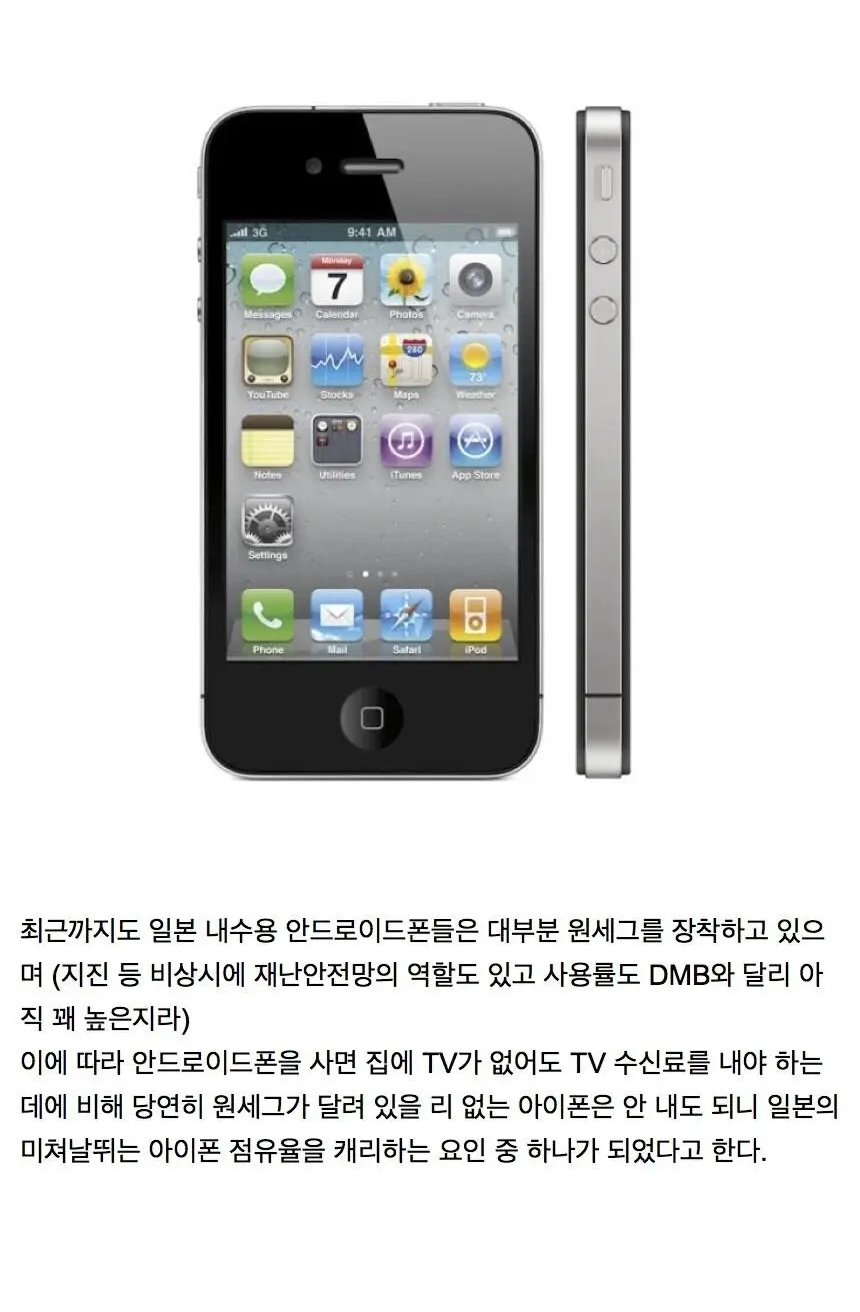 3G 9:41 AM
Monday
7
Messages Calendar Photos Camera
280
73°
YouTube Stocks Maps Weather
Notes Utilities iTunes App Store
Settings
Phone Mail Safari iPod
최근까지도 일본 내수용 안드로이드폰들은 대부분 원세그를 장착하고 있으
며 (지진 등 비상시에 재난안전망의 역할도 있고 사용률도 DMB와 달리 아
직 꽤 높은지라)
이에 따라 안드로이드폰을 사면 집에 TV가 없어도 TV 수신료를 내야 하는
데에 비해 당연히 원세그가 달려 있을 리 없는 아이폰은 안 내도 되니 일본의
미쳐날뛰는 아이폰 점유율을 캐리하는 요인 중 하나가 되었다고 한다.